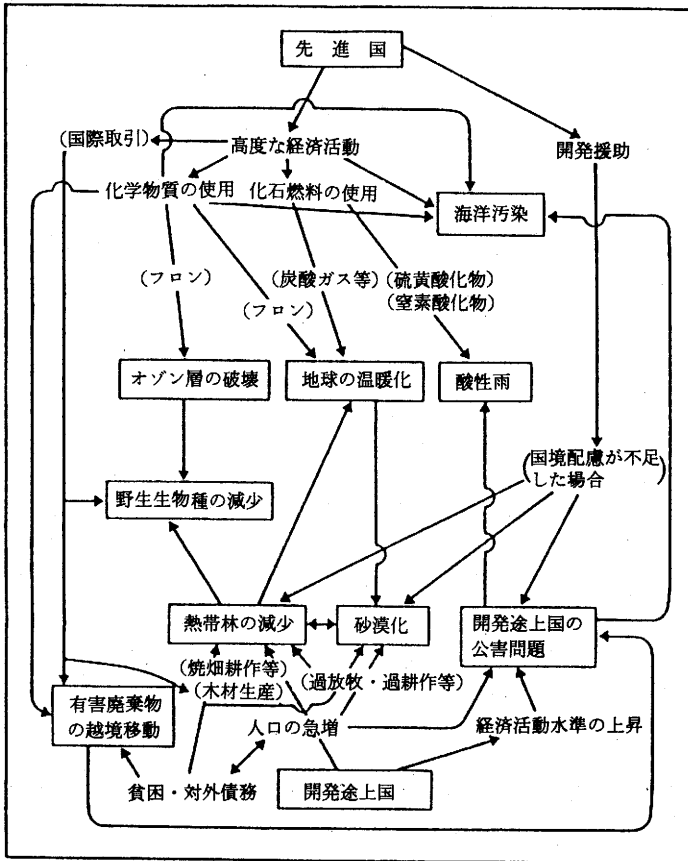 先進国
(国際取引)
高度な経済活動
開発援助
化学物質の使用
化石燃料の使用
海洋汚染
(フロン)
(炭酸ガス等)
(硫黄酸化物)
(窒素酸化物)
(フロン)
オゾン層の破壊
地球の温暖化
酸性雨
(国境配慮が不足
した場合)
野生生物種の減少
熱帯林の減少
砂漠化
開発途上国の
公害問題
(焼畑耕作等)
(木材生産)
(過放牧・過耕作等)
有害廃棄物
の越境移動
人口の急増
経済活動水準の上昇
貧困・対外債務
開発途上国